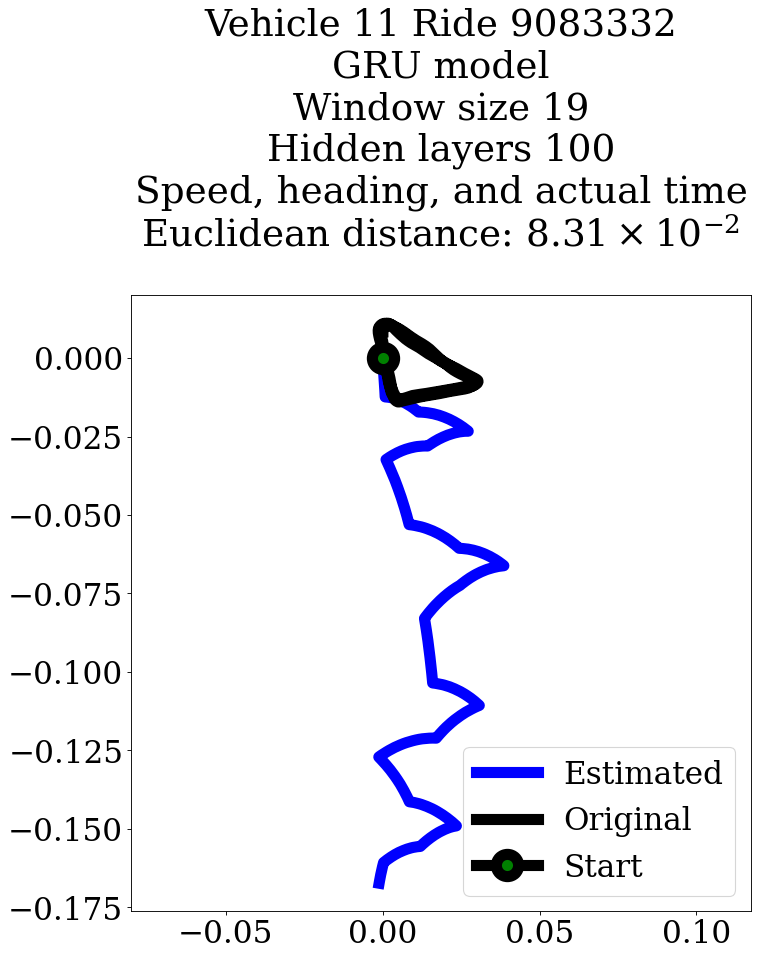 Vehicle 11 Ride 9083332
GRU model
Window size 19
Hidden layers 100
Speed, heading, and actual time
Euclidean distance: 8.31 × 10⁻²
0.000
−0.025
−0.050
−0.075
−0.100
−0.125
−0.150
−0.175
Estimated
Original
Start
−0.05 0.00 0.05 0.10